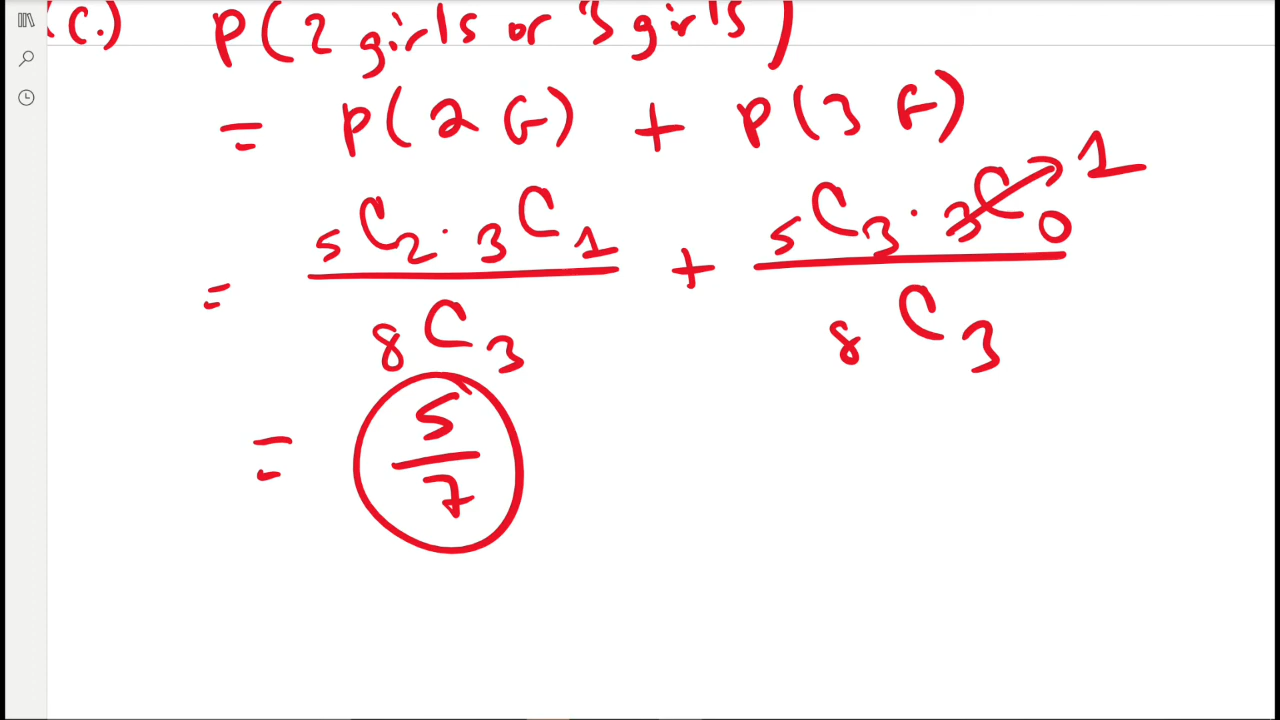 (c.) P(2 girls or 3 girls)
= P(2G) + P(3G)
= 5C2 · 3C1 / 8C3 + 5C3 · 3C0 / 8C3 1
= 5/7